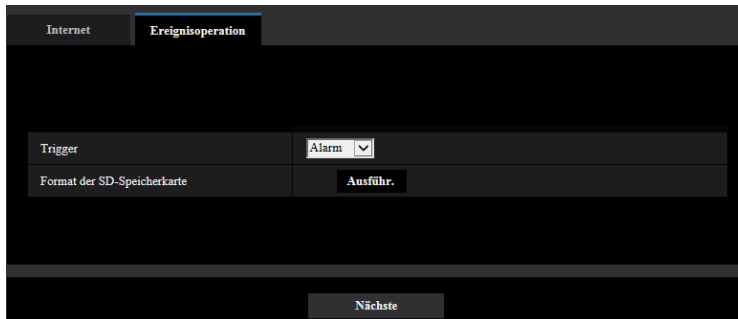 Internet Ereignisoperation
Trigger Alarm
Format der SD-Speicherkarte Ausführ.
Nächste